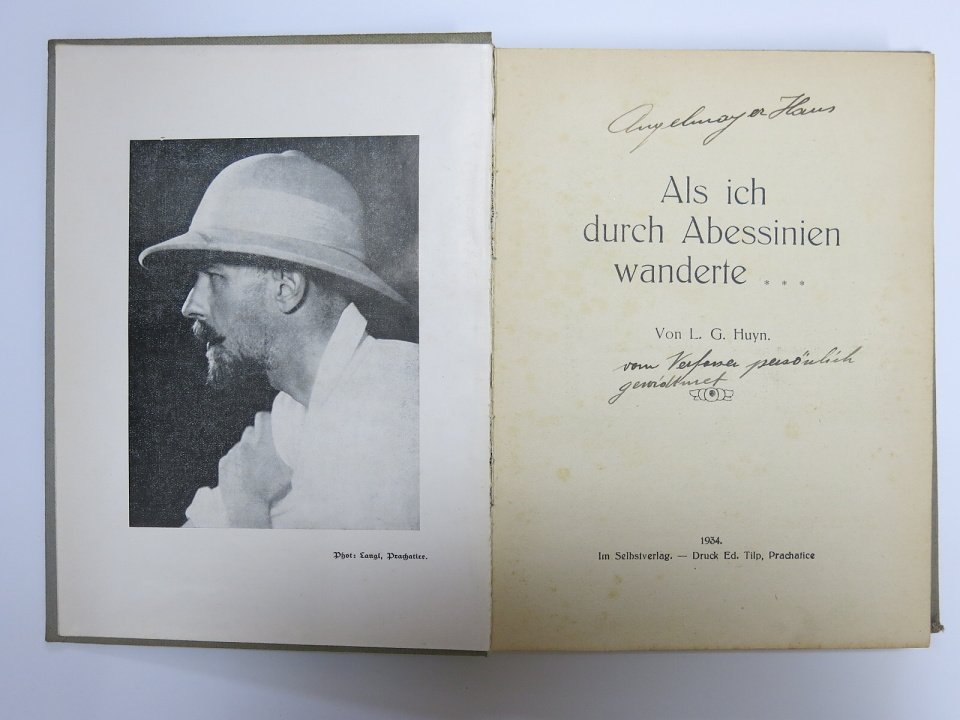 Phot: Langl, Prachatice.
Angelmayer Hans
Als ich
durch Abessinien
wanderte . . .
Von L. G. Huyn.
vom Verfasser persönlich
gewidtmet
1934.
Im Selbstverlag. — Druck Ed. Tilp, Prachatice